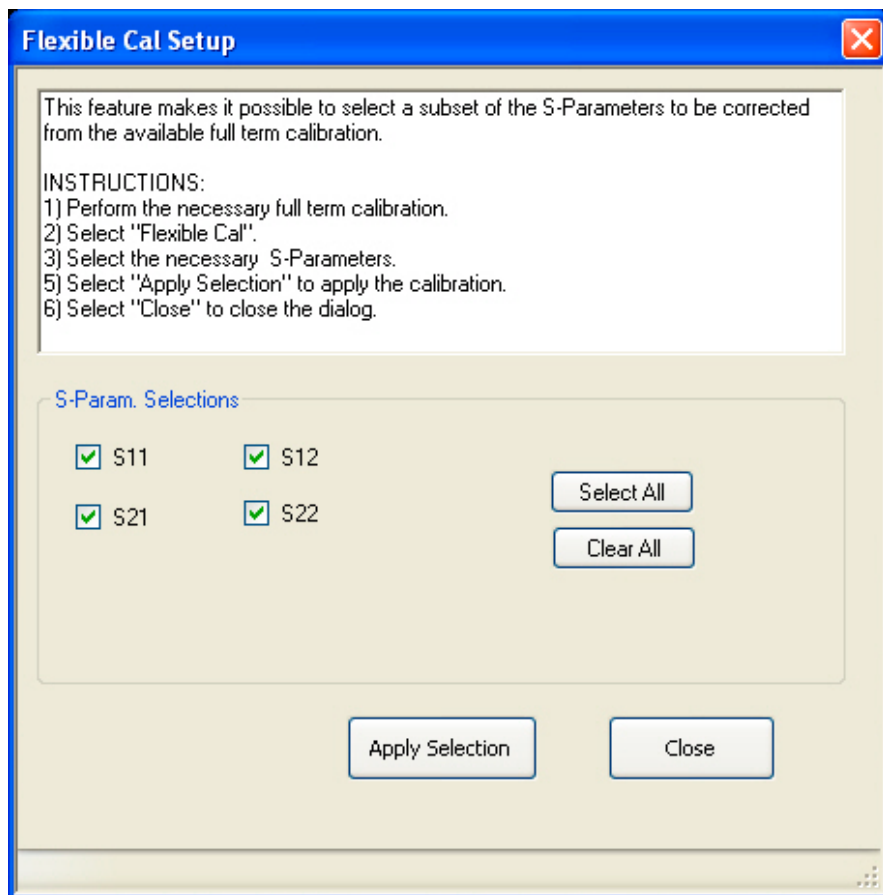 Flexible Cal Setup
This feature makes it possible to select a subset of the S-Parameters to be corrected
from the available full term calibration.
INSTRUCTIONS:
1) Perform the necessary full term calibration.
2) Select "Flexible Cal".
3) Select the necessary  S-Parameters.
5) Select "Apply Selection" to apply the calibration.
6) Select "Close" to close the dialog.
S-Param. Selections
S11
S12
Select All
S21
S22
Clear All
Apply Selection
Close